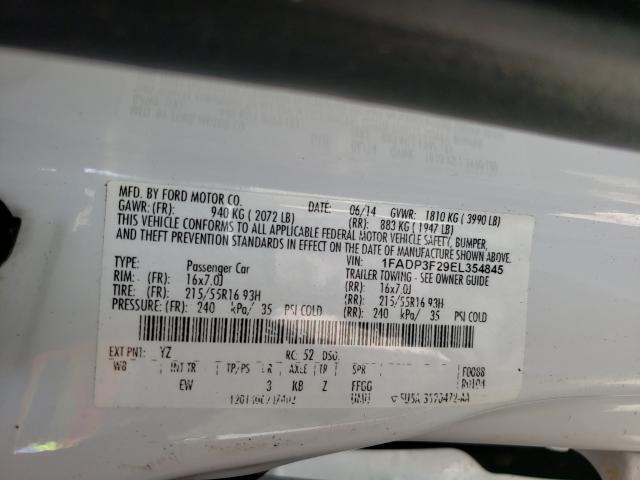 MFD. BY FORD MOTOR CO.
DATE: 06/14 GVWR: 1810 KG ( 3990 LB)
GAWR: (FR): 940 KG ( 2072 LB) (RR): 883 KG ( 1947 LB)
THIS VEHICLE CONFORMS TO ALL APPLICABLE FEDERAL MOTOR VEHICLE SAFETY, BUMPER,
AND THEFT PREVENTION STANDARDS IN EFFECT ON THE DATE OF MANUFACTURE SHOWN ABOVE.
VIN: 1FADP3F29EL354845
TYPE: Passenger Car TRAILER TOWING - SEE OWNER GUIDE
RIM: (FR): 16x7.0J (RR): 16x7.0J
TIRE: (FR): 215/55R16 93H (RR): 215/55R16 93H
PRESSURE: (FR): 240 kPa/ 35 PSI COLD (RR): 240 kPa/ 35 PSI COLD
EXT PNT: YZ RC: 52 DSO:
WB INT TR TP/PS R AXLE TR SPR F0088
EW 3 KB Z FFGG